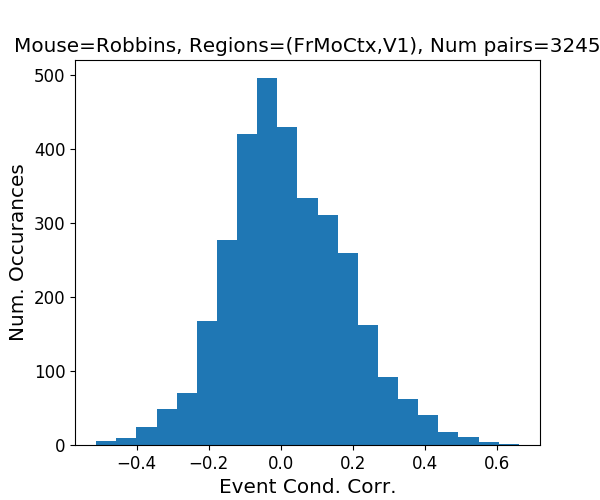 Mouse=Robbins, Regions=(FrMoCtx,V1), Num pairs=3245
500
400
300
200
100
0
Num. Occurances
−0.4 −0.2 0.0 0.2 0.4 0.6
Event Cond. Corr.